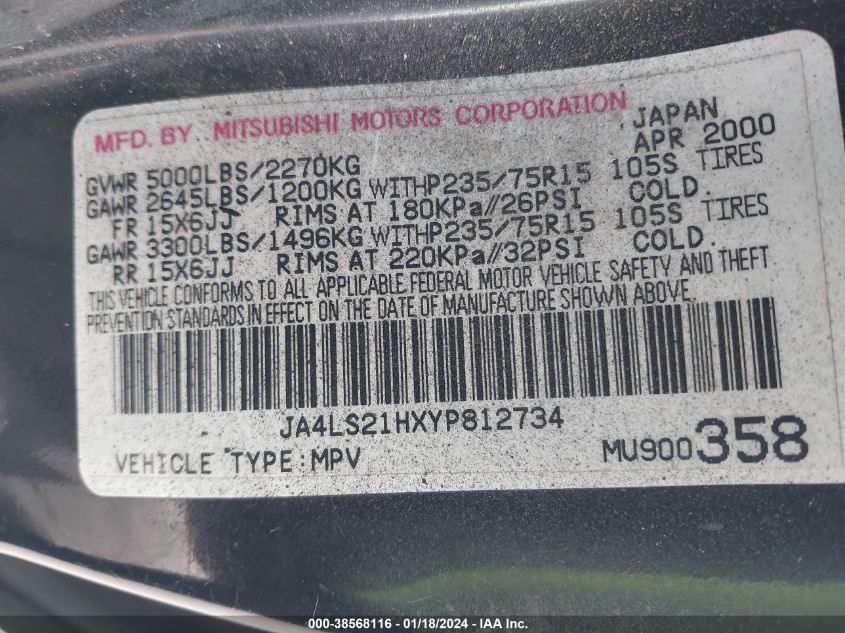 MFD. BY MITSUBISHI MOTORS CORPORATION JAPAN
APR 2000
GVWR 5000LBS/2270KG
GAWR 2645LBS/1200KG WITHP235/75R15 105S TIRES
FR 15X6JJ RIMS AT 180KPa//26PSI COLD.
GAWR 3300LBS/1496KG WITHP235/75R15 105S TIRES
RR 15X6JJ RIMS AT 220KPa//32PSI COLD.
THIS VEHICLE CONFORMS TO ALL APPLICABLE FEDERAL MOTOR VEHICLE SAFETY AND THEFT
PREVENTION STANDARDS IN EFFECT ON THE DATE OF MANUFACTURE SHOWN ABOVE.
JA4LS21HXYP812734
VEHICLE TYPE:MPV MU900358
000-38568116 - 01/18/2024 - IAA Inc.